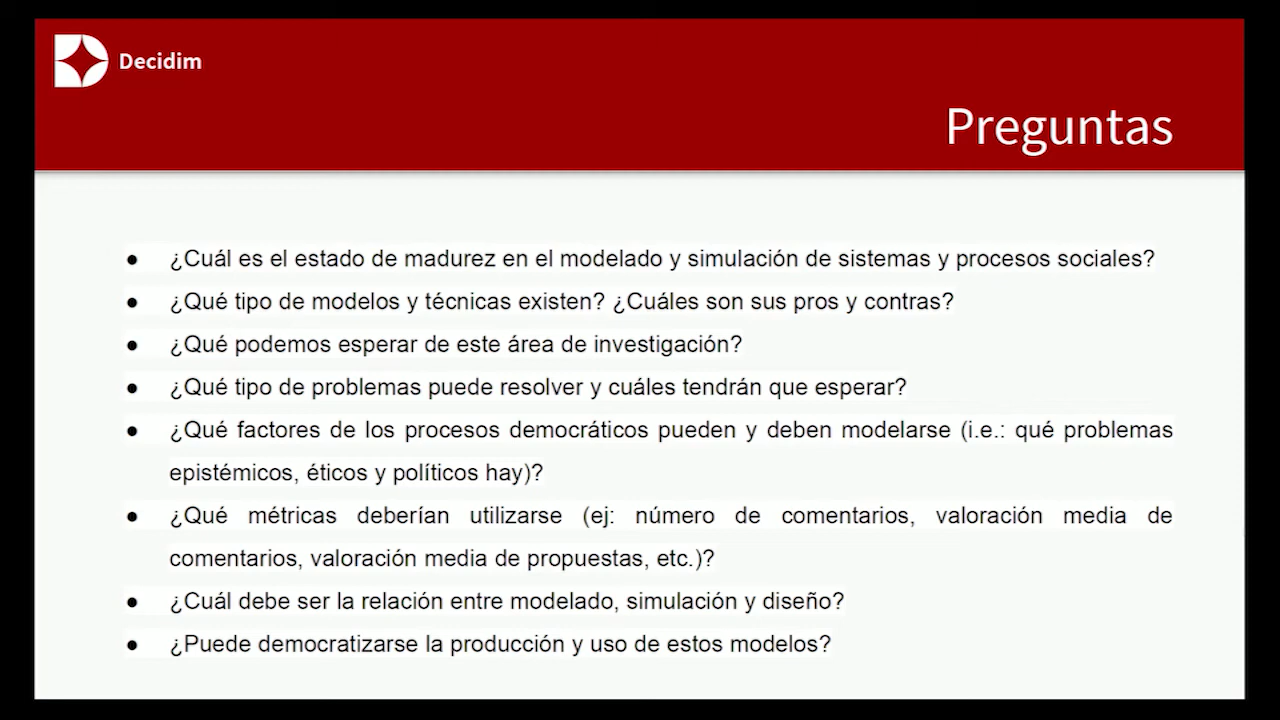 Decidim
Preguntas
● ¿Cuál es el estado de madurez en el modelado y simulación de sistemas y procesos sociales?
● ¿Qué tipo de modelos y técnicas existen? ¿Cuáles son sus pros y contras?
● ¿Qué podemos esperar de este área de investigación?
● ¿Qué tipo de problemas puede resolver y cuáles tendrán que esperar?
● ¿Qué factores de los procesos democráticos pueden y deben modelarse (i.e.: qué problemas
epistémicos, éticos y políticos hay)?
● ¿Qué métricas deberían utilizarse (ej: número de comentarios, valoración media de
comentarios, valoración media de propuestas, etc.)?
● ¿Cuál debe ser la relación entre modelado, simulación y diseño?
● ¿Puede democratizarse la producción y uso de estos modelos?